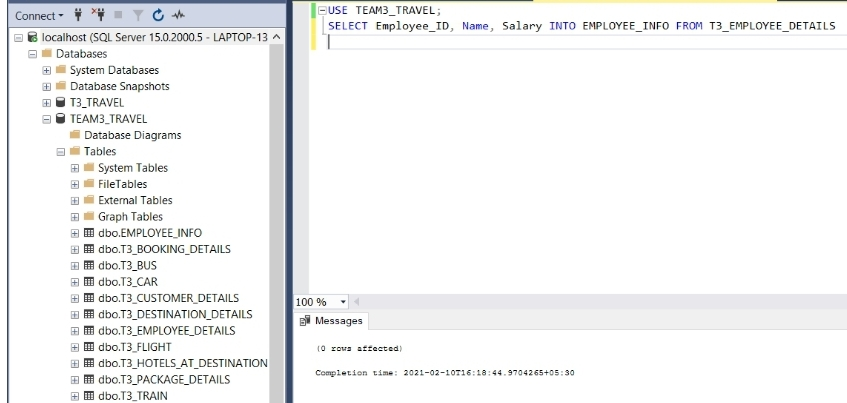 Connect
localhost (SQL Server 15.0.2000.5 - LAPTOP-13
Databases
System Databases
Database Snapshots
T3_TRAVEL
TEAM3_TRAVEL
Database Diagrams
Tables
System Tables
FileTables
External Tables
Graph Tables
dbo.EMPLOYEE_INFO
dbo.T3_BOOKING_DETAILS
dbo.T3_BUS
dbo.T3_CAR
dbo.T3_CUSTOMER_DETAILS
dbo.T3_DESTINATION_DETAILS
dbo.T3_EMPLOYEE_DETAILS
dbo.T3_FLIGHT
dbo.T3_HOTELS_AT_DESTINATION
dbo.T3_PACKAGE_DETAILS
dbo.T3_TRAIN
USE TEAM3_TRAVEL;
SELECT Employee_ID, Name, Salary INTO EMPLOYEE_INFO FROM T3_EMPLOYEE_DETAILS
100 %
Messages
(0 rows affected)
Completion time: 2021-02-10T16:18:44.9704265+05:30